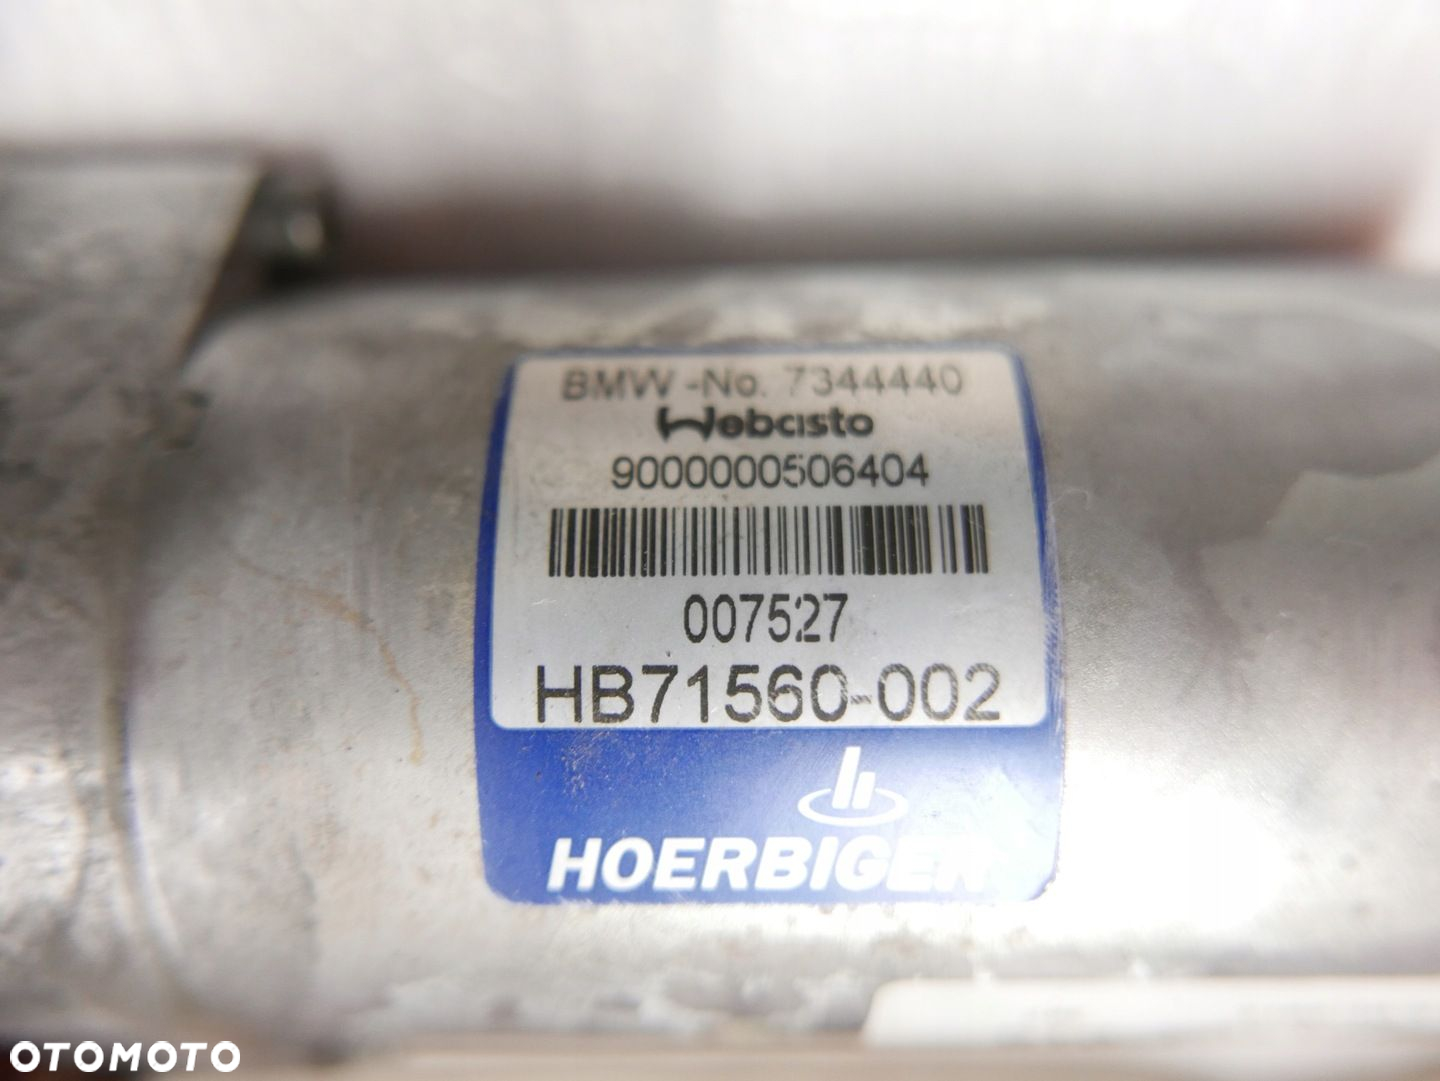 BMW -No. 7344440
Webasto
9000000506404
007527
HB71560-002
HOERBIGER
OTOMOTO